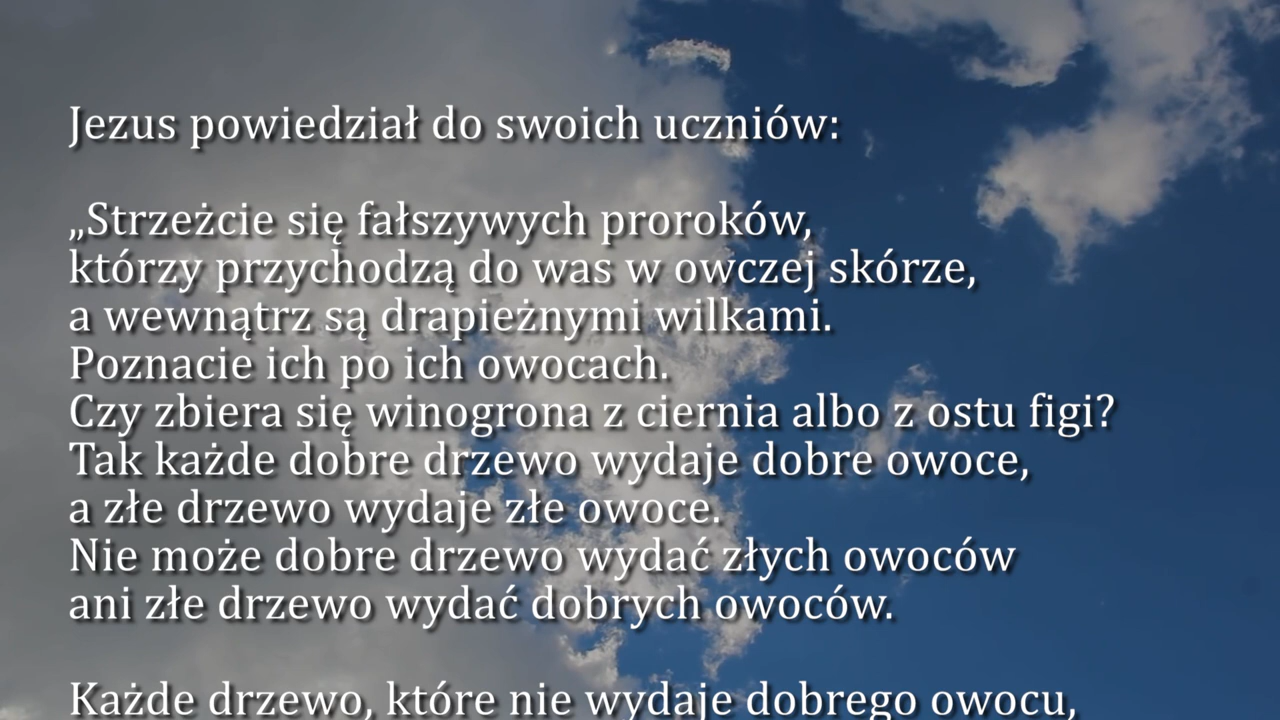 Jezus powiedział do swoich uczniów:
„Strzeżcie się fałszywych proroków,
którzy przychodzą do was w owczej skórze,
a wewnątrz są drapieżnymi wilkami.
Poznacie ich po ich owocach.
Czy zbiera się winogrona z ciernia albo z ostu figi?
Tak każde dobre drzewo wydaje dobre owoce,
a złe drzewo wydaje złe owoce.
Nie może dobre drzewo wydać złych owoców
ani złe drzewo wydać dobrych owoców.
Każde drzewo, które nie wydaje dobrego owocu,